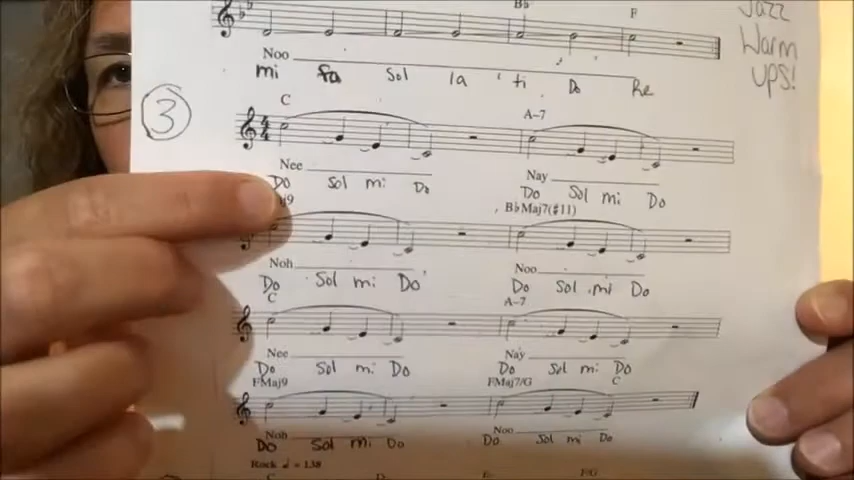 Jazz
Warm
ups!
Bb F
Noo
mi fa Sol la ti Do Re
3
C A–7
Nee Nay
Do Sol mi Do Do Sol mi Do
BbMaj7(#11)
Noh Noo
Do Sol mi Do Do Sol mi Do
C A–7
Nee Nay
Do Sol mi Do Do Sol mi Do
FMaj9 FMaj7/G C
Noh Noo
Do Sol mi Do Do Sol mi Do
Rock ♩ = 138
C D F/G